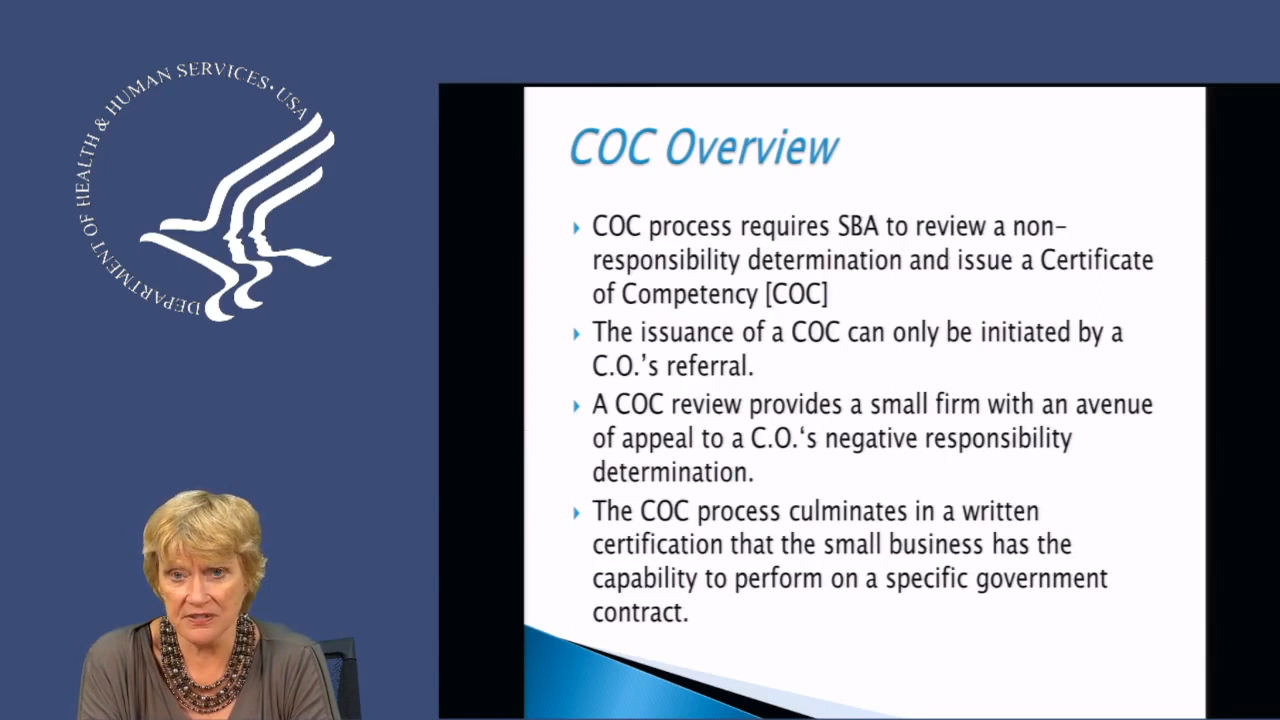 DEPARTMENT OF HEALTH & HUMAN SERVICES • USA
COC Overview
COC process requires SBA to review a non-
responsibility determination and issue a Certificate
of Competency [COC]
The issuance of a COC can only be initiated by a
C.O.’s referral.
A COC review provides a small firm with an avenue
of appeal to a C.O.‘s negative responsibility
determination.
The COC process culminates in a written
certification that the small business has the
capability to perform on a specific government
contract.